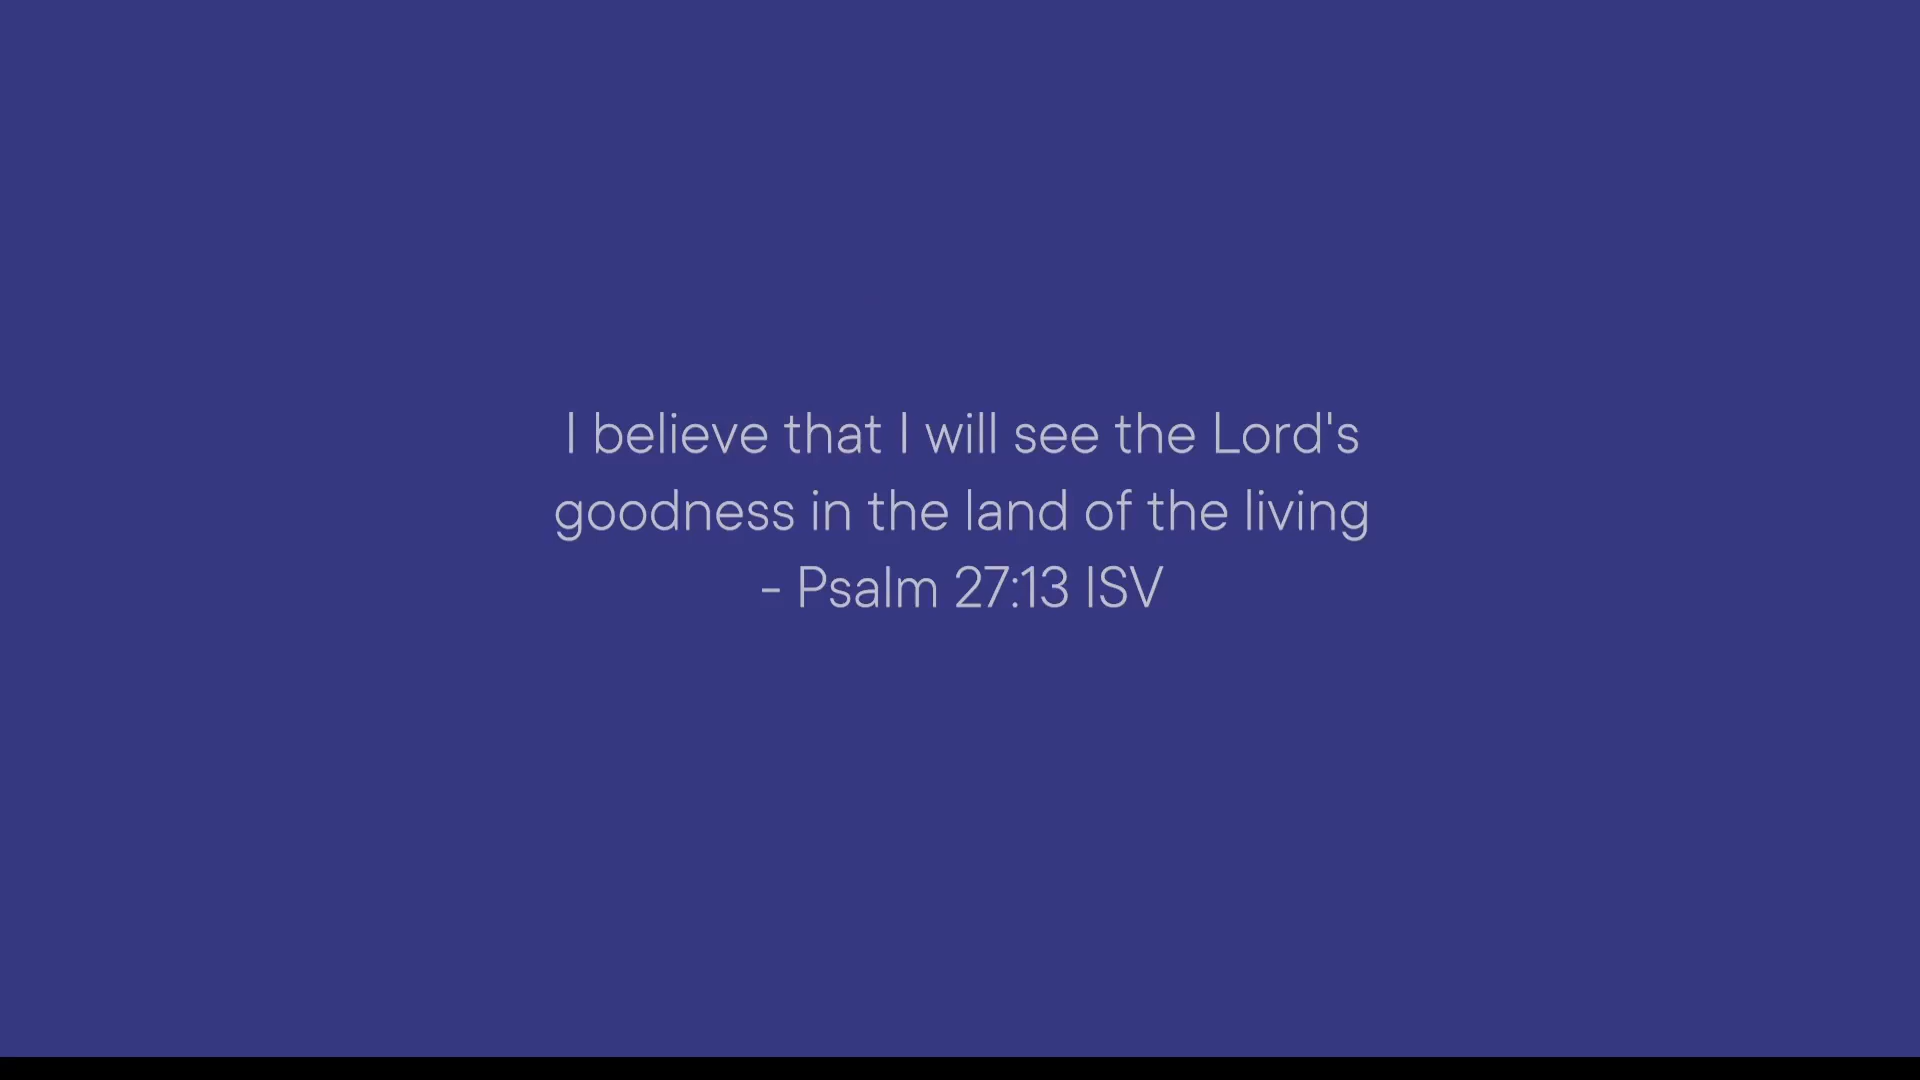 I believe that I will see the Lord's
goodness in the land of the living
- Psalm 27:13 ISV